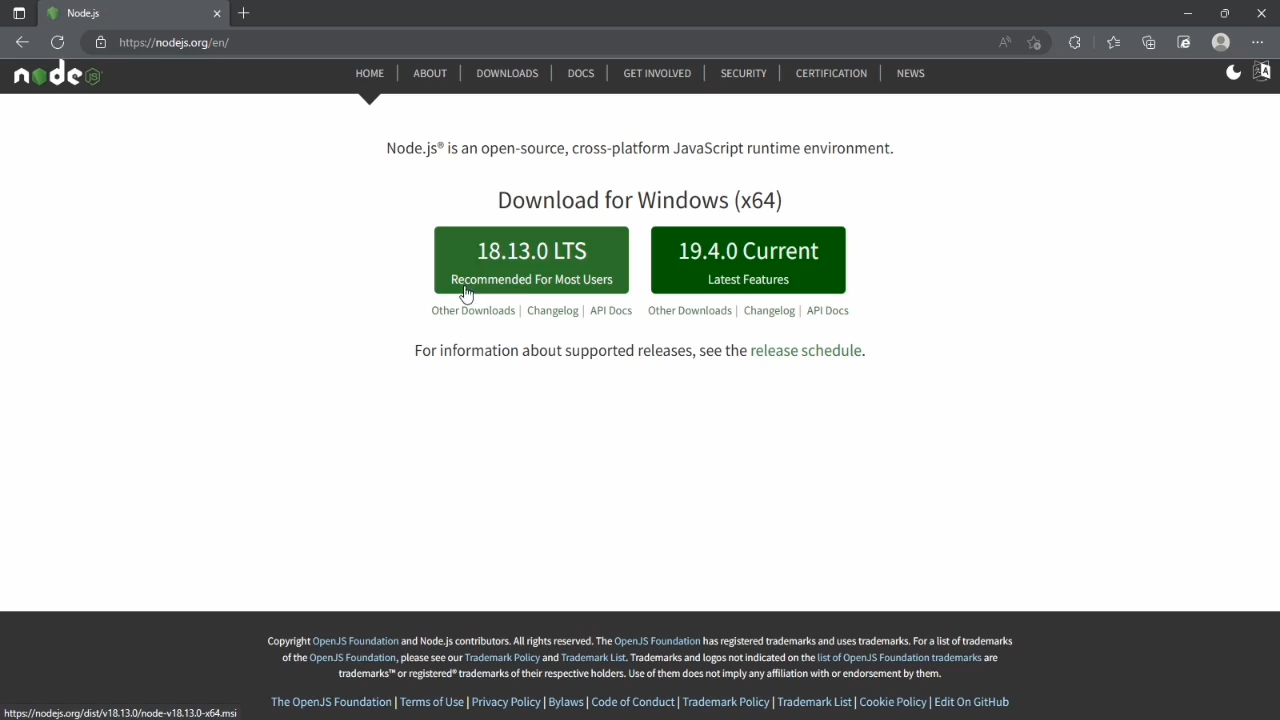 Node.js
https://nodejs.org/en/
node JS
HOME | ABOUT | DOWNLOADS | DOCS | GET INVOLVED | SECURITY | CERTIFICATION | NEWS
Node.js® is an open-source, cross-platform JavaScript runtime environment.
Download for Windows (x64)
18.13.0 LTS
Recommended For Most Users
19.4.0 Current
Latest Features
Other Downloads | Changelog | API Docs
Other Downloads | Changelog | API Docs
For information about supported releases, see the release schedule.
Copyright OpenJS Foundation and Node.js contributors. All rights reserved. The OpenJS Foundation has registered trademarks and uses trademarks. For a list of trademarks
of the OpenJS Foundation, please see our Trademark Policy and Trademark List. Trademarks and logos not indicated on the list of OpenJS Foundation trademarks are
trademarks™ or registered® trademarks of their respective holders. Use of them does not imply any affiliation with or endorsement by them.
The OpenJS Foundation | Terms of Use | Privacy Policy | Bylaws | Code of Conduct | Trademark Policy | Trademark List | Cookie Policy | Edit On GitHub
https://nodejs.org/dist/v18.13.0/node-v18.13.0-x64.msi